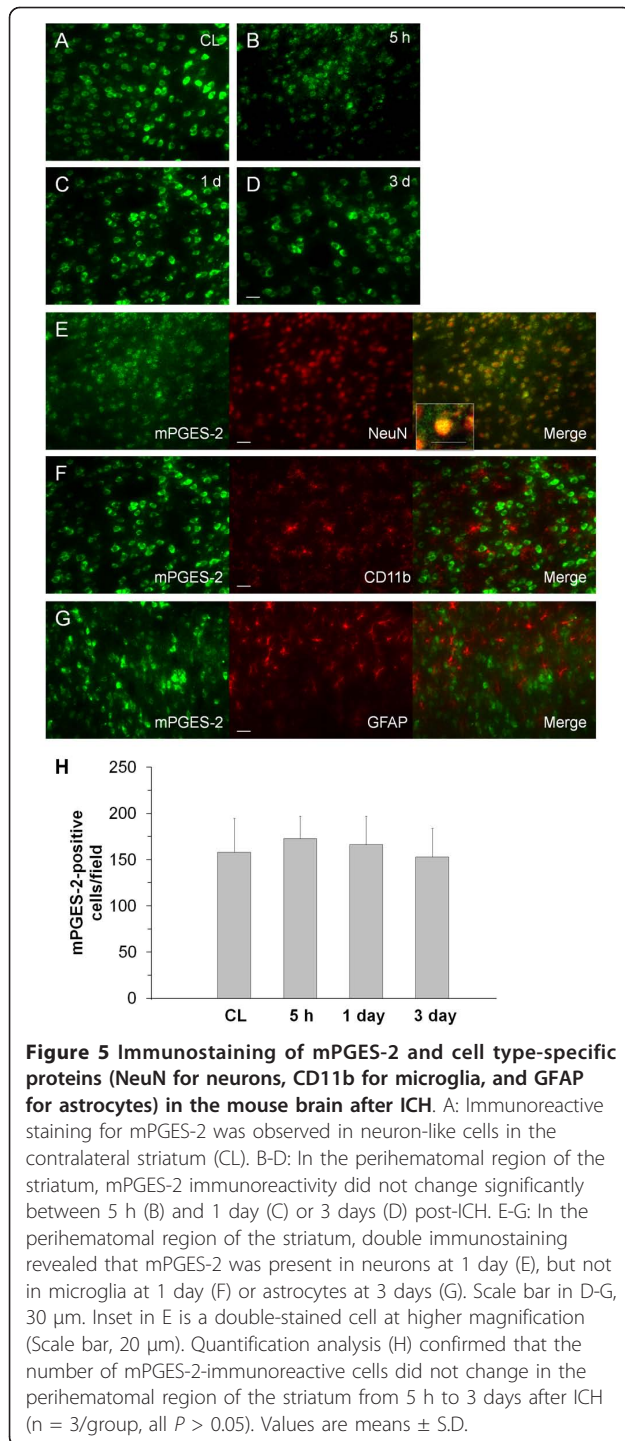 A CL
B 5 h
C 1 d
D 3 d
E mPGES-2 NeuN Merge
F mPGES-2 CD11b Merge
G mPGES-2 GFAP Merge
H
250
200
150
100
50
0
mPGES-2-positive
cells/field
CL 5 h 1 day 3 day
Figure 5 Immunostaining of mPGES-2 and cell type-specific
proteins (NeuN for neurons, CD11b for microglia, and GFAP
for astrocytes) in the mouse brain after ICH. A: Immunoreactive
staining for mPGES-2 was observed in neuron-like cells in the
contralateral striatum (CL). B-D: In the perihematomal region of the
striatum, mPGES-2 immunoreactivity did not change significantly
between 5 h (B) and 1 day (C) or 3 days (D) post-ICH. E-G: In the
perihematomal region of the striatum, double immunostaining
revealed that mPGES-2 was present in neurons at 1 day (E), but not
in microglia at 1 day (F) or astrocytes at 3 days (G). Scale bar in D-G,
30 μm. Inset in E is a double-stained cell at higher magnification
(Scale bar, 20 μm). Quantification analysis (H) confirmed that the
number of mPGES-2-immunoreactive cells did not change in the
perihematomal region of the striatum from 5 h to 3 days after ICH
(n = 3/group, all P > 0.05). Values are means ± S.D.